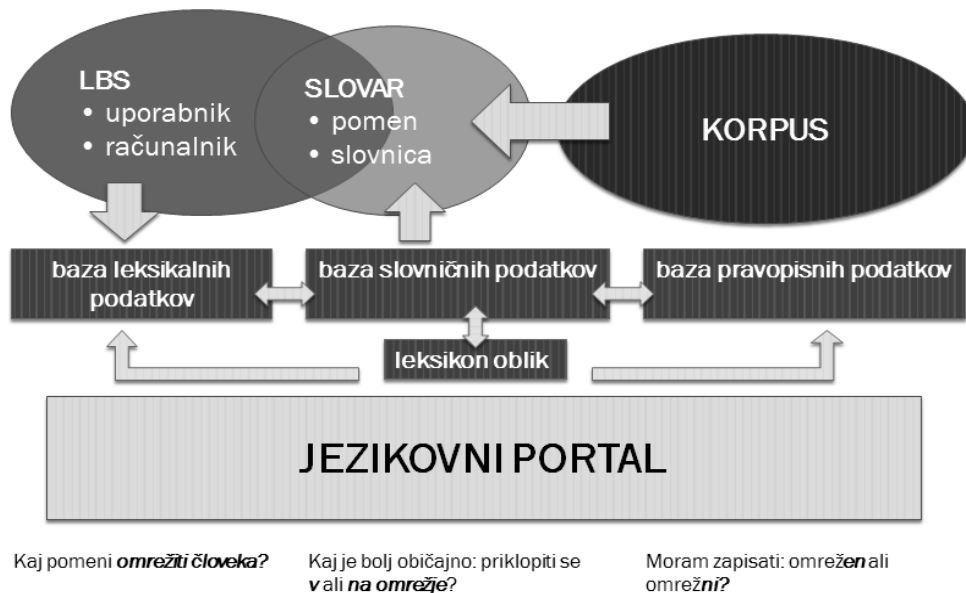 LBS
• uporabnik
• računalnik
SLOVAR
• pomen
• slovnica
KORPUS
baza leksikalnih
podatkov
baza slovničnih podatkov
baza pravopisnih podatkov
leksikon oblik
JEZIKOVNI PORTAL
Kaj pomeni omrežiti človeka?
Kaj je bolj običajno: priklopiti se
v ali na omrežje?
Moram zapisati: omrežen ali
omrežni?